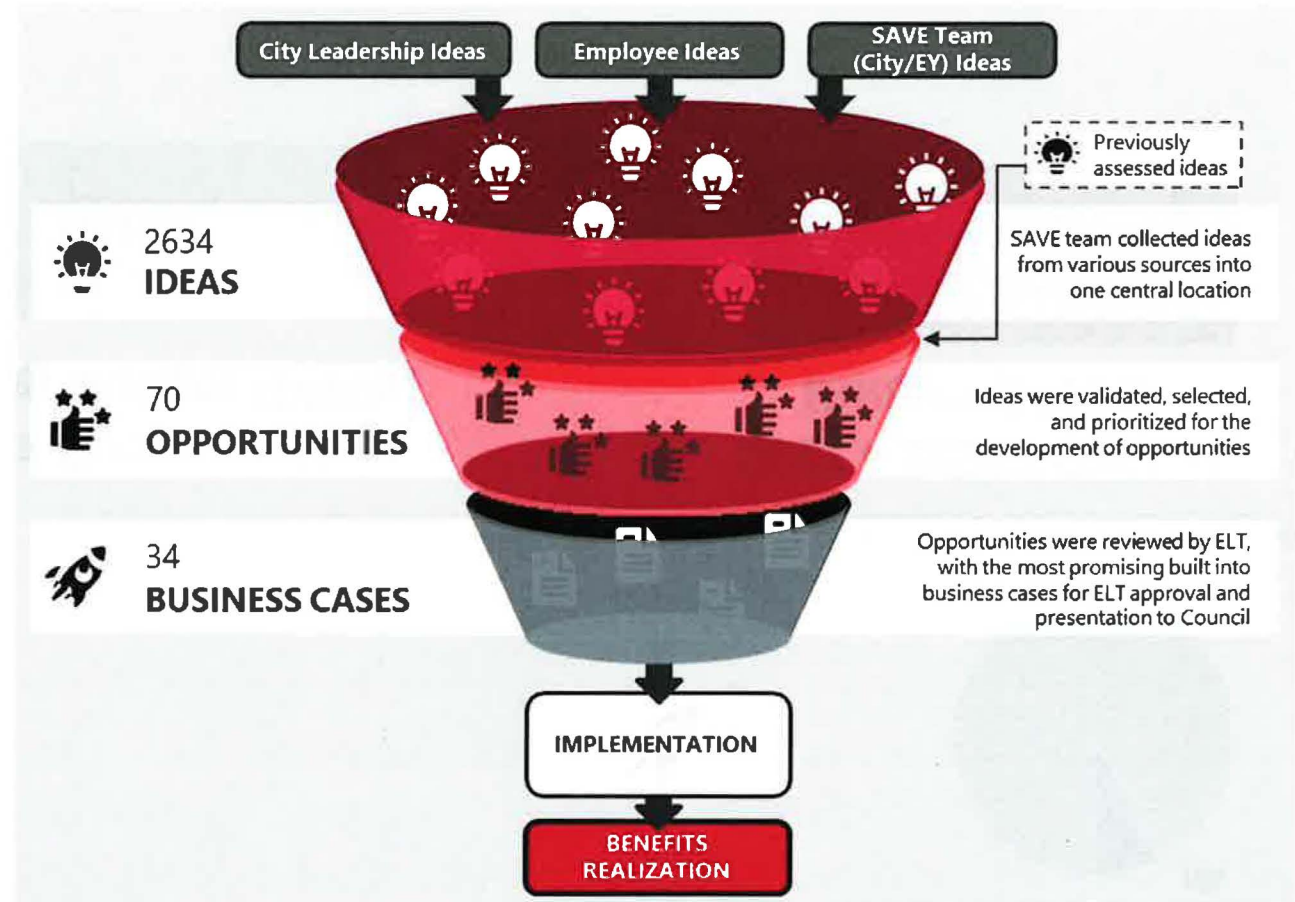 City Leadership Ideas
Employee Ideas
SAVE Team
(City/EY) Ideas
Previously
assessed ideas
2634
IDEAS
SAVE team collected ideas
from various sources into
one central location
70
OPPORTUNITIES
Ideas were validated, selected,
and prioritized for the
development of opportunities
34
BUSINESS CASES
Opportunities were reviewed by ELT,
with the most promising built into
business cases for ELT approval and
presentation to Council
IMPLEMENTATION
BENEFITS
REALIZATION